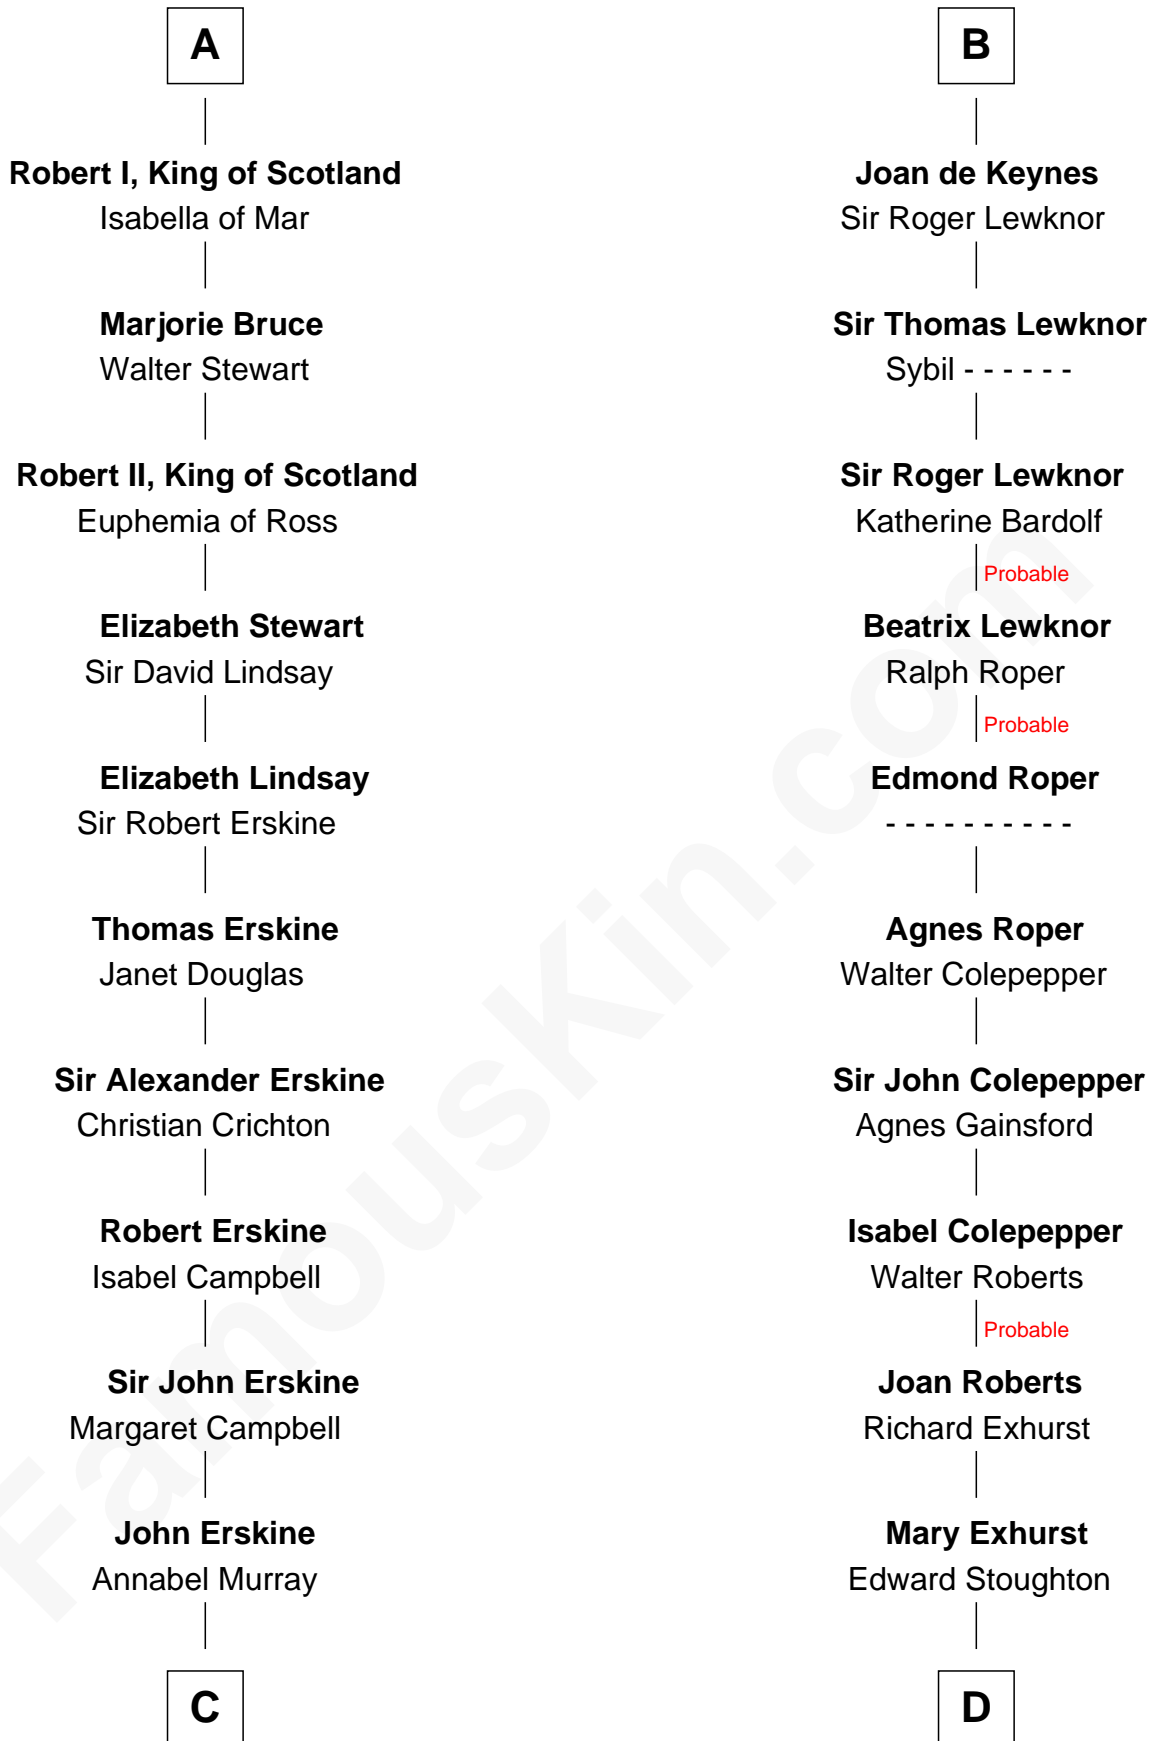 A
Robert I, King of Scotland
Isabella of Mar
Marjorie Bruce
Walter Stewart
Robert II, King of Scotland
Euphemia of Ross
Elizabeth Stewart
Sir David Lindsay
Elizabeth Lindsay
Sir Robert Erskine
Thomas Erskine
Janet Douglas
Sir Alexander Erskine
Christian Crichton
Robert Erskine
Isabel Campbell
Sir John Erskine
Margaret Campbell
John Erskine
Annabel Murray
C
B
Joan de Keynes
Sir Roger Lewknor
Sir Thomas Lewknor
Sybil - - - - - -
Sir Roger Lewknor
Katherine Bardolf
Probable
Beatrix Lewknor
Ralph Roper
Probable
Edmond Roper
- - - - - - - - - -
Agnes Roper
Walter Colepepper
Sir John Colepepper
Agnes Gainsford
Isabel Colepepper
Walter Roberts
Probable
Joan Roberts
Richard Exhurst
Mary Exhurst
Edward Stoughton
D
FamousKin.com